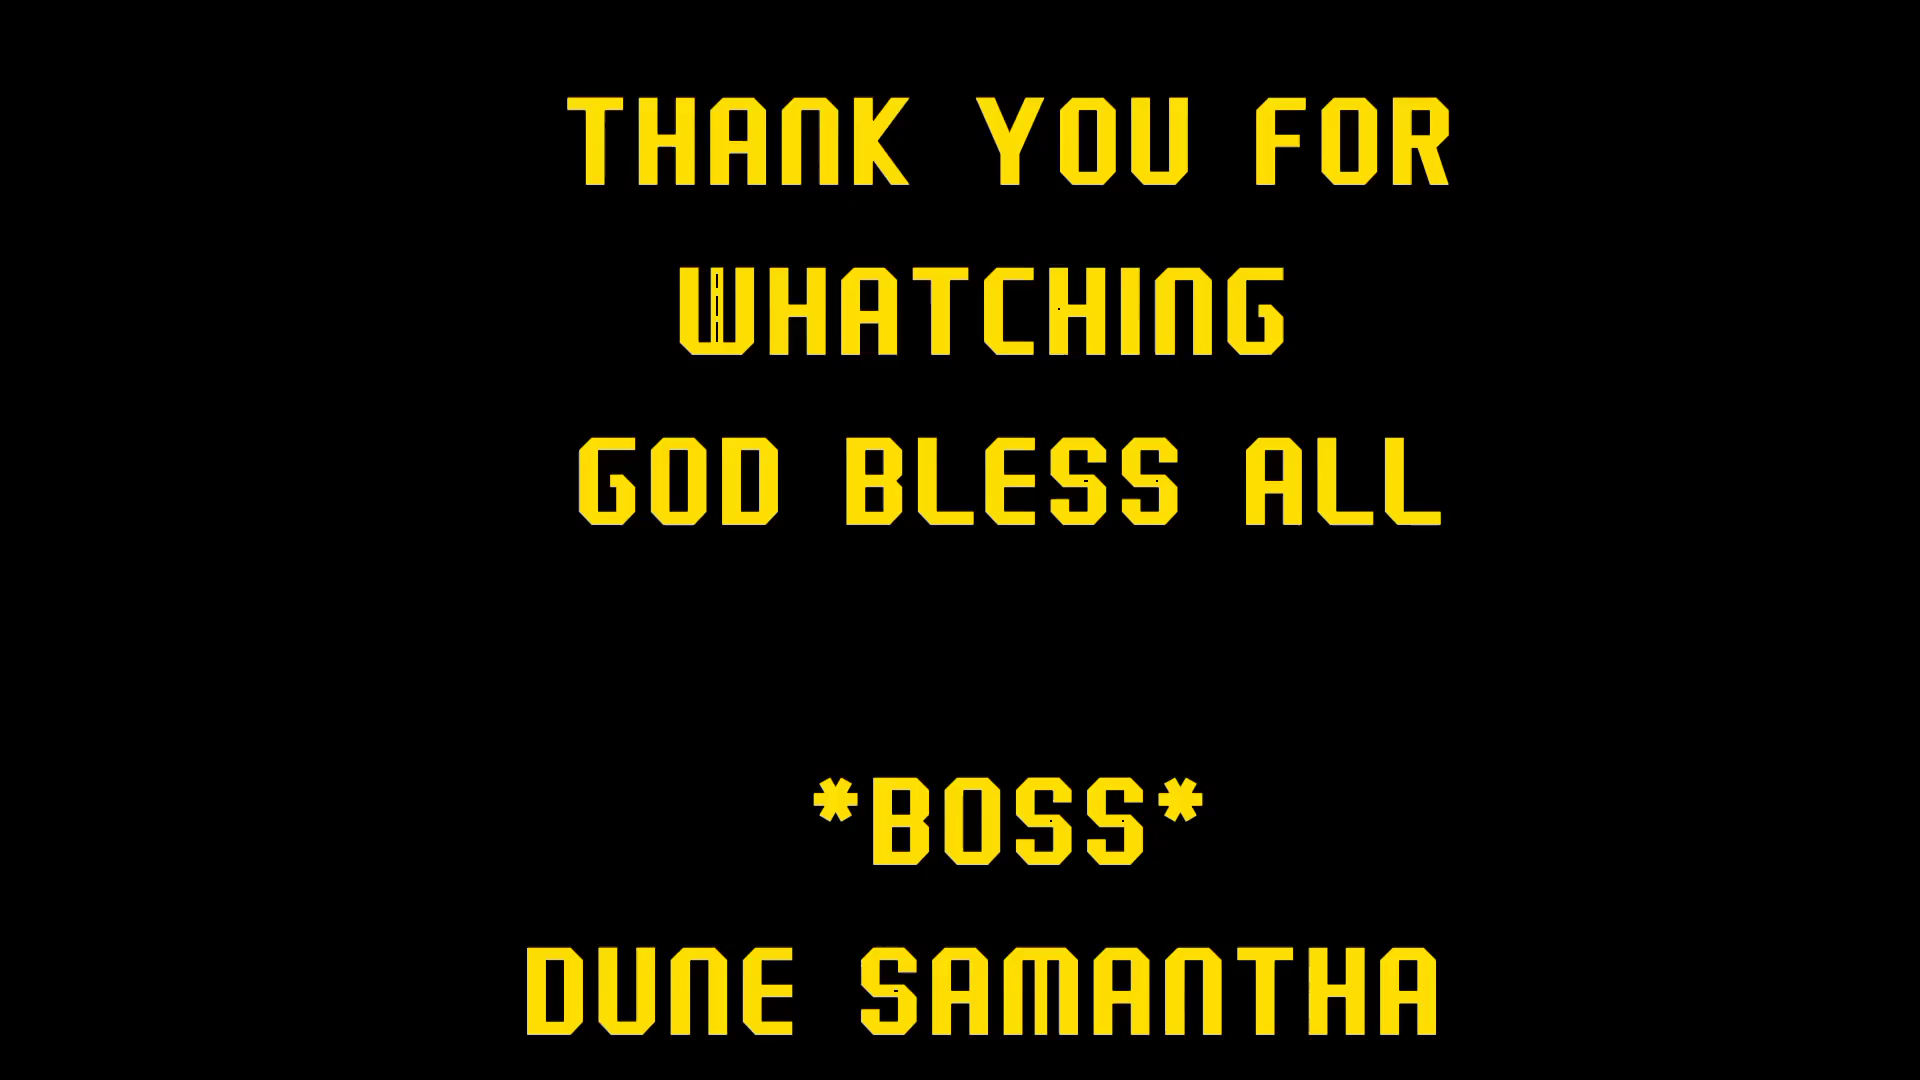 THANK YOU FOR
WHATCHING
GOD BLESS ALL
*BOSS*
DUNE SAMANTHA